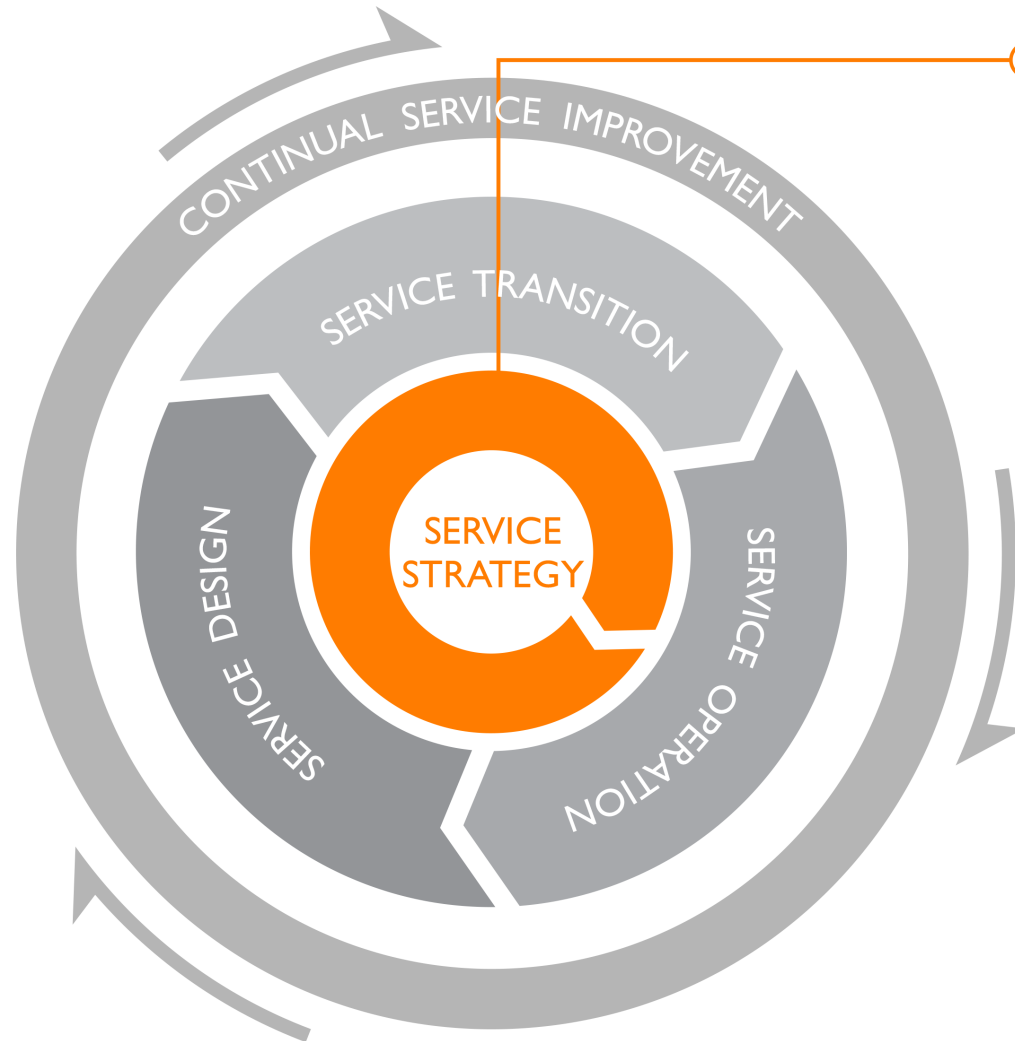 CONTINUAL SERVICE IMPROVEMENT
SERVICE TRANSITION
SERVICE
STRATEGY
SERVICE DESIGN
SERVICE OPERATION